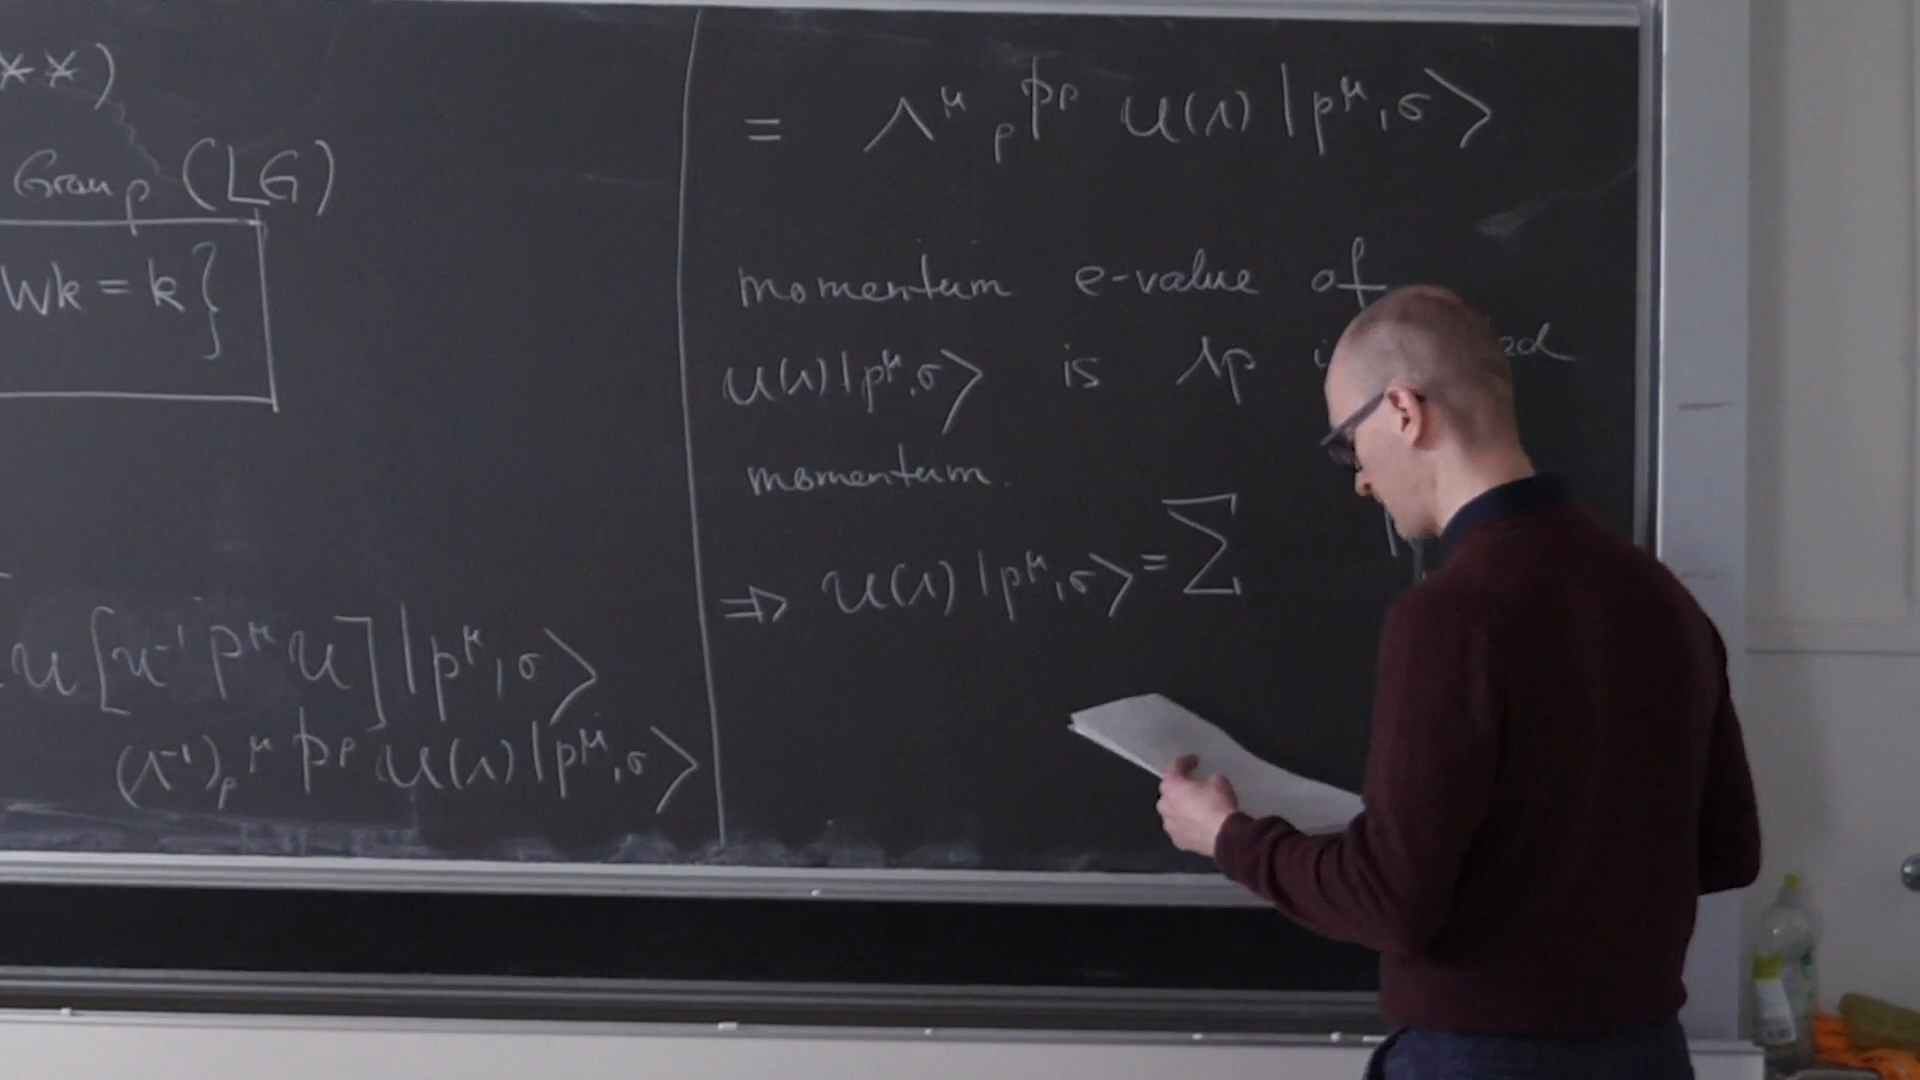 **)
Group (LG)
Wk = k}
u[u⁻¹ P^μ u] |p^μ, σ⟩
(Λ⁻¹)_ρ^μ p^ρ U(Λ) |p^μ, σ⟩
= Λ^μ_ρ p^ρ U(Λ) |p^μ, σ⟩
momentum e-value of
U(Λ) |p^μ, σ⟩ is Λp
momentum.
⇒ U(Λ) |p^μ, σ⟩ = Σ